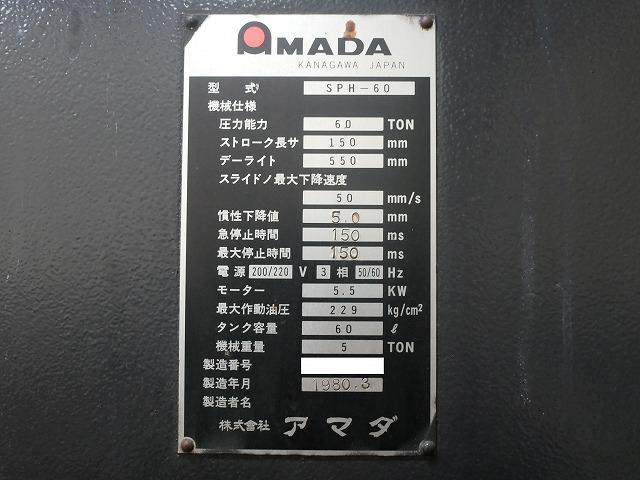 AMADA
KANAGAWA JAPAN
型式 SPH-60
機械仕様
圧力能力 60 TON
ストローク長サ 150 mm
デーライト 550 mm
スライドノ最大下降速度
50 mm/s
慣性下降値 5.0 mm
急停止時間 150 ms
最大停止時間 150 ms
電源 200/220 V 3 相 50/60 Hz
モーター 5.5 KW
最大作動油圧 229 kg/cm²
タンク容量 60 ℓ
機械重量 5 TON
製造番号
製造年月 1980.3
製造者名
株式会社 アマダ